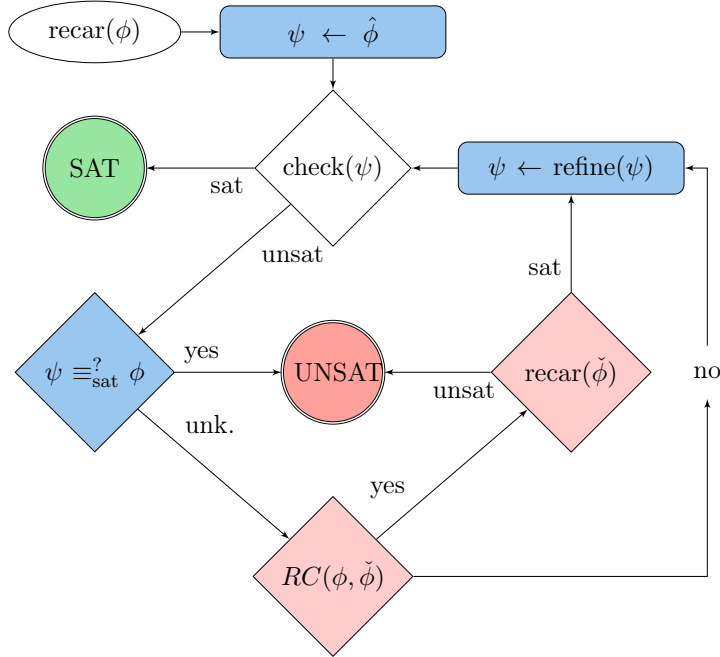 recar(ϕ)
ψ ← ϕ̂
SAT
sat
check(ψ)
ψ ← refine(ψ)
unsat
sat
ψ ≡?sat ϕ
yes
UNSAT
unsat
recar(ϕ̌)
no
unk.
yes
RC(ϕ, ϕ̌)